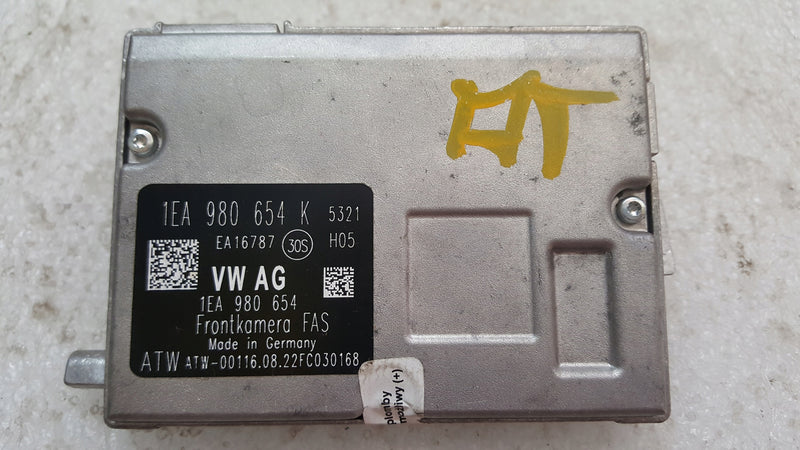 1EA 980 654 K 5321
EA16787 30S H05
VW AG
1EA 980 654
Frontkamera FAS
Made in Germany
ATW ATW-00116.08.22FC030168